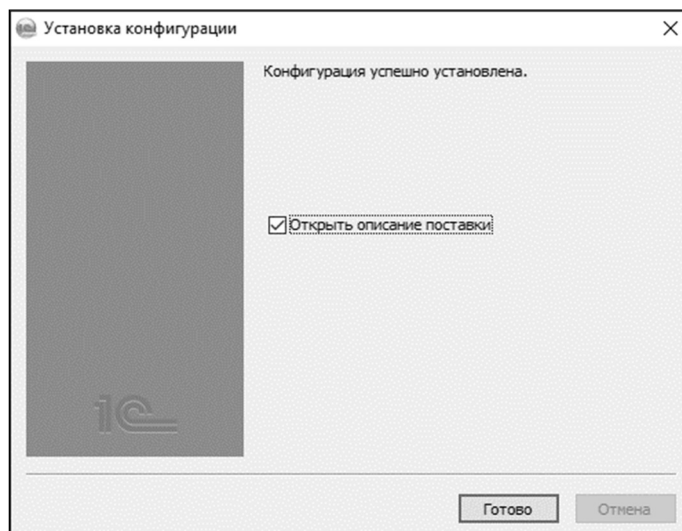 Установка конфигурации
Конфигурация успешно установлена.
Открыть описание поставки
1С
Готово
Отмена